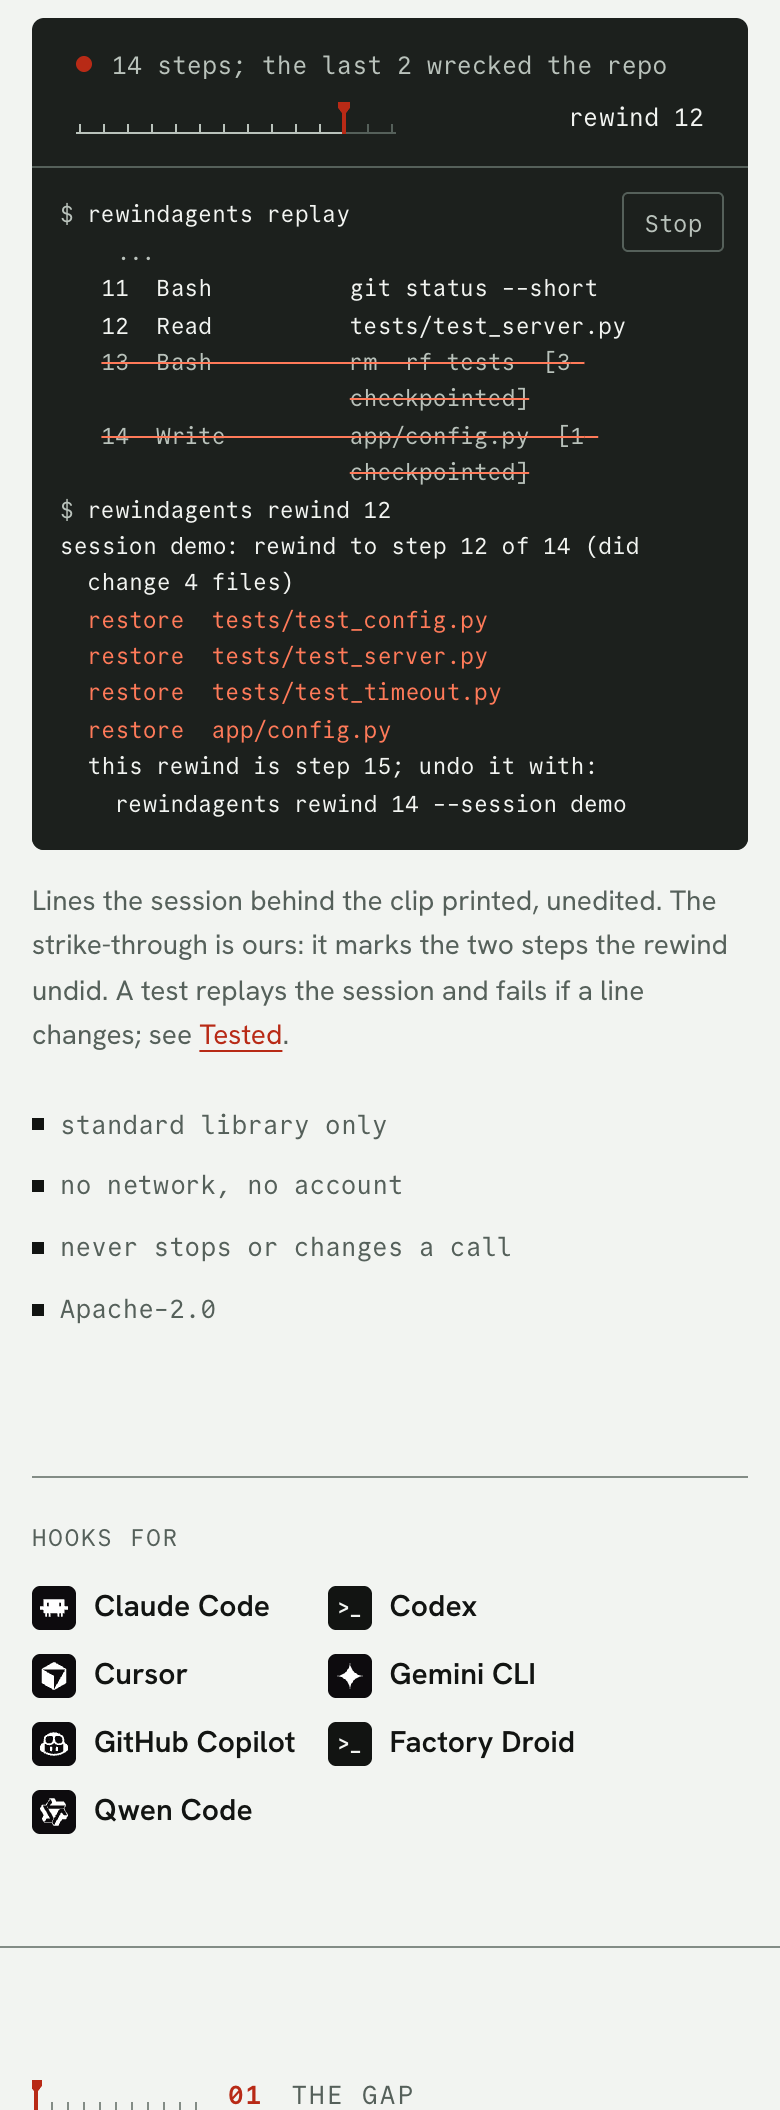 14 steps; the last 2 wrecked the repo
rewind 12
$ rewindagents replay
Stop
...
11 Bash git status --short
12 Read tests/test_server.py
13 Bash rm -rf tests [3
checkpointed]
14 Write app/config.py [1
checkpointed]
$ rewindagents rewind 12
session demo: rewind to step 12 of 14 (did
change 4 files)
restore tests/test_config.py
restore tests/test_server.py
restore tests/test_timeout.py
restore app/config.py
this rewind is step 15; undo it with:
rewindagents rewind 14 --session demo
Lines the session behind the clip printed, unedited. The
strike-through is ours: it marks the two steps the rewind
undid. A test replays the session and fails if a line
changes; see Tested.
standard library only
no network, no account
never stops or changes a call
Apache-2.0
HOOKS FOR
Claude Code
>_ Codex
Cursor
Gemini CLI
GitHub Copilot
>_ Factory Droid
Qwen Code
01 THE GAP